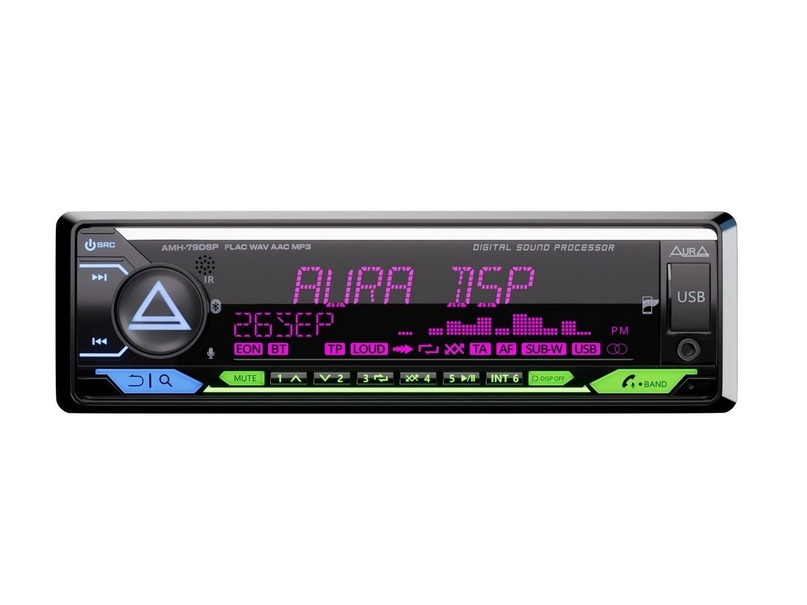 SRC
AMH-79DSP FLAC WAV AAC MP3
DIGITAL SOUND PROCESSOR
AURA
IR
AURA DSP
USB
26SEP
PM
EON BT TP LOUD TA AF SUB-W USB
MUTE 1 2 3 4 5 INT 6 D-DISP OFF
BAND